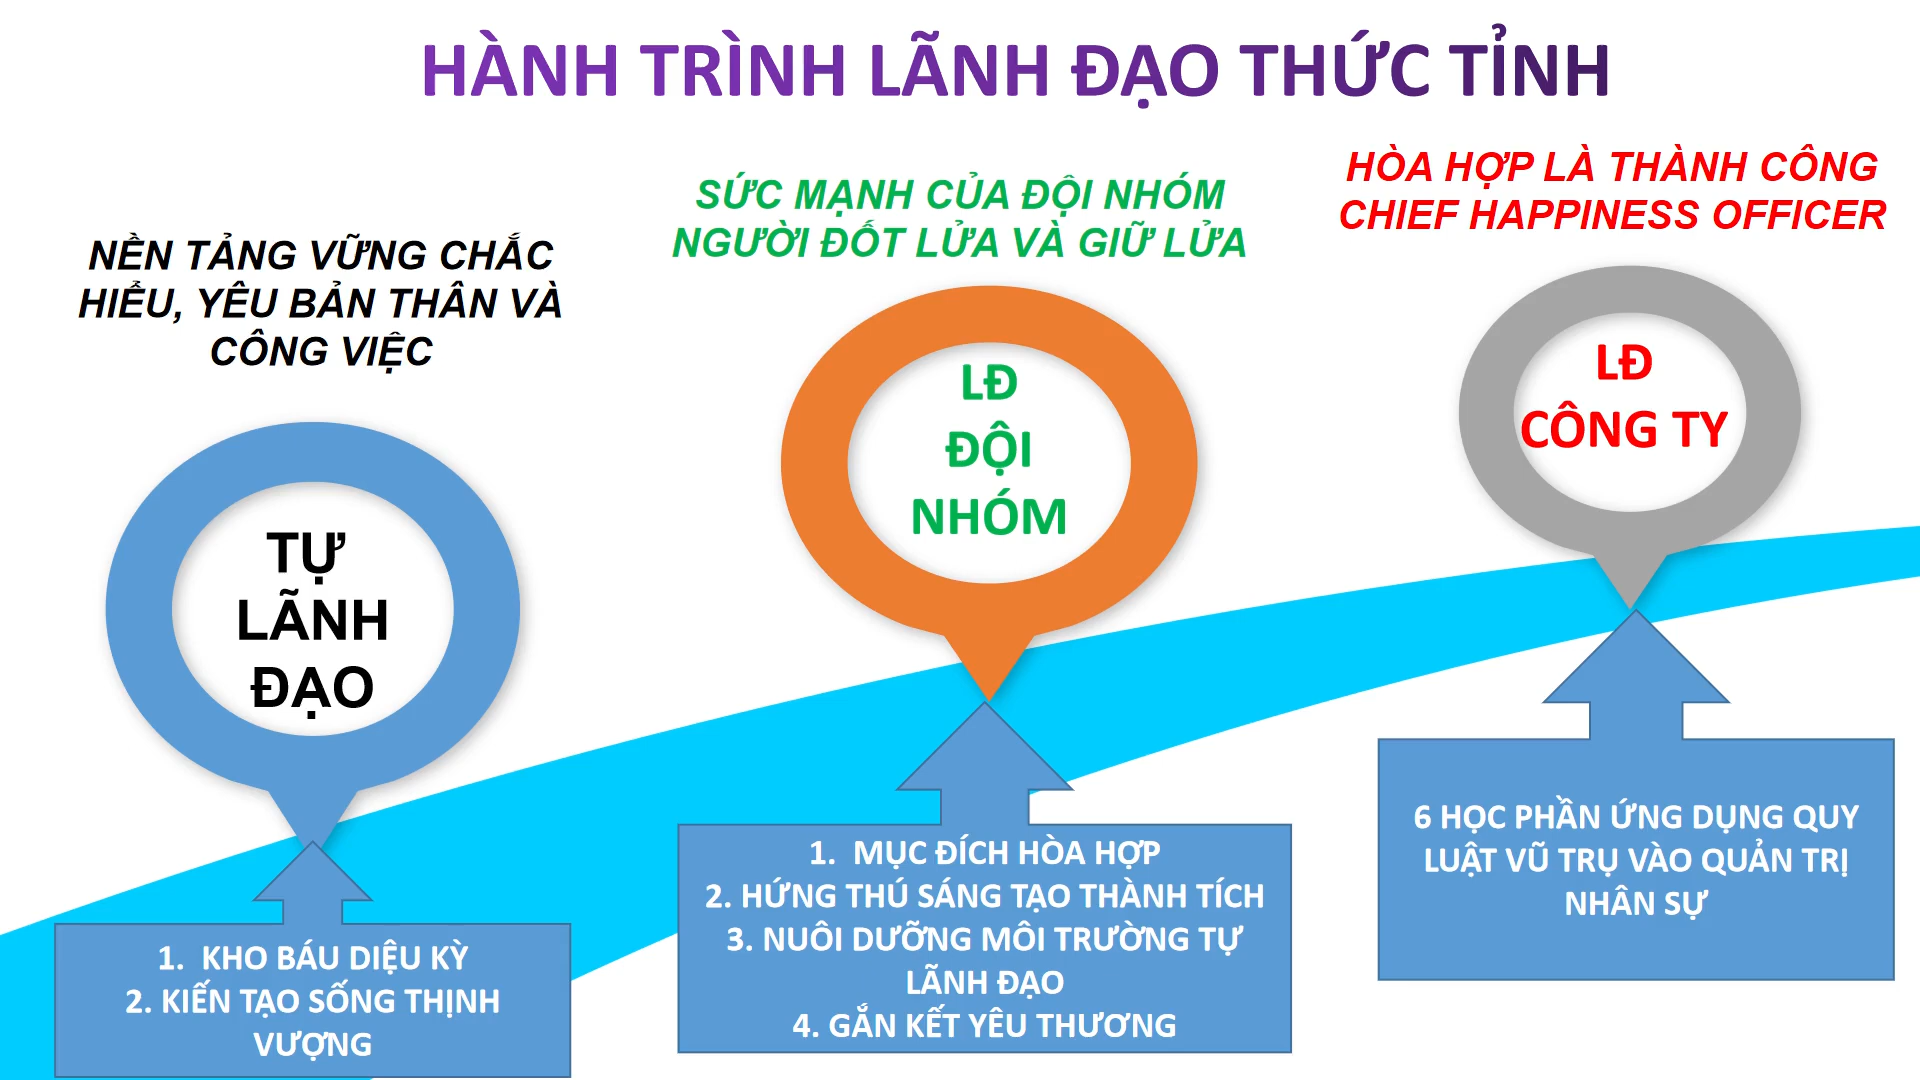 HÀNH TRÌNH LÃNH ĐẠO THỨC TỈNH
NỀN TẢNG VỮNG CHẮC
HIỂU, YÊU BẢN THÂN VÀ
CÔNG VIỆC
TỰ
LÃNH
ĐẠO
1. KHO BÁU DIỆU KỲ
2. KIẾN TẠO SỐNG THỊNH
VƯỢNG
SỨC MẠNH CỦA ĐỘI NHÓM
NGƯỜI ĐỐT LỬA VÀ GIỮ LỬA
LĐ
ĐỘI
NHÓM
1. MỤC ĐÍCH HÒA HỢP
2. HỨNG THÚ SÁNG TẠO THÀNH TÍCH
3. NUÔI DƯỠNG MÔI TRƯỜNG TỰ
LÃNH ĐẠO
4. GẮN KẾT YÊU THƯƠNG
HÒA HỢP LÀ THÀNH CÔNG
CHIEF HAPPINESS OFFICER
LĐ
CÔNG TY
6 HỌC PHẦN ỨNG DỤNG QUY
LUẬT VŨ TRỤ VÀO QUẢN TRỊ
NHÂN SỰ